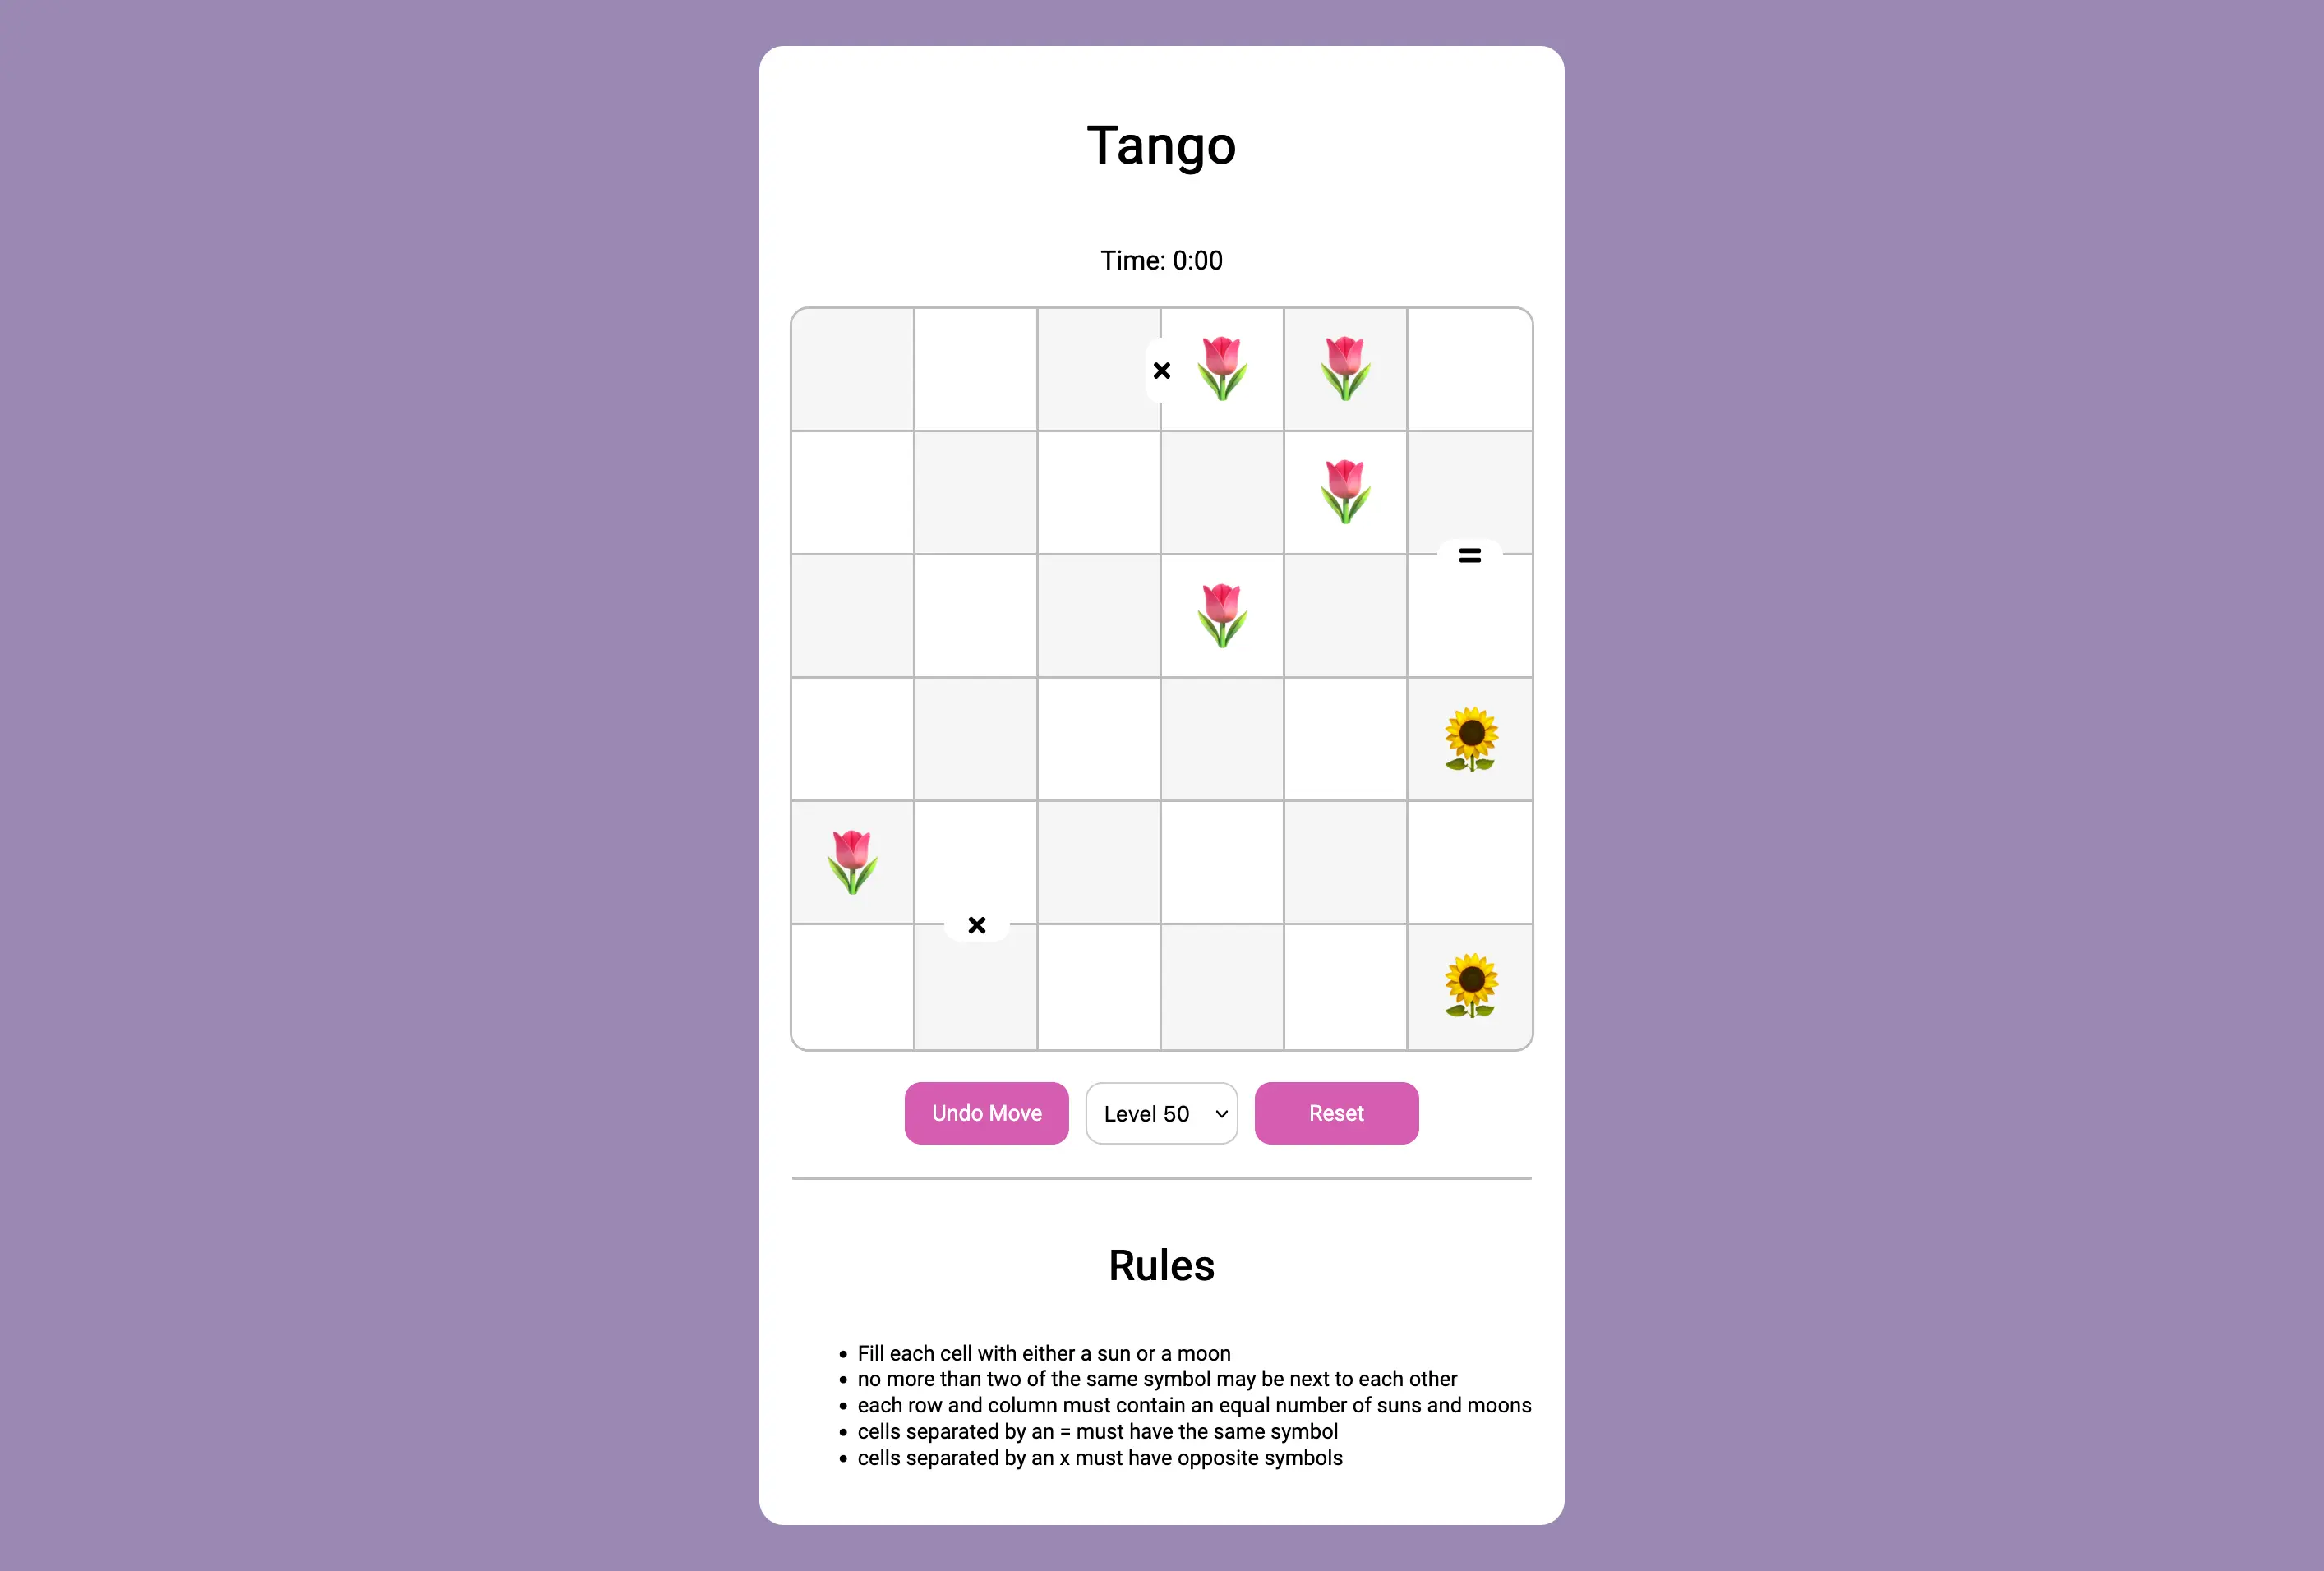 Tango
Time: 0:00
×
=
×
Undo Move
Level 50
Reset
Rules
• Fill each cell with either a sun or a moon
• no more than two of the same symbol may be next to each other
• each row and column must contain an equal number of suns and moons
• cells separated by an = must have the same symbol
• cells separated by an x must have opposite symbols